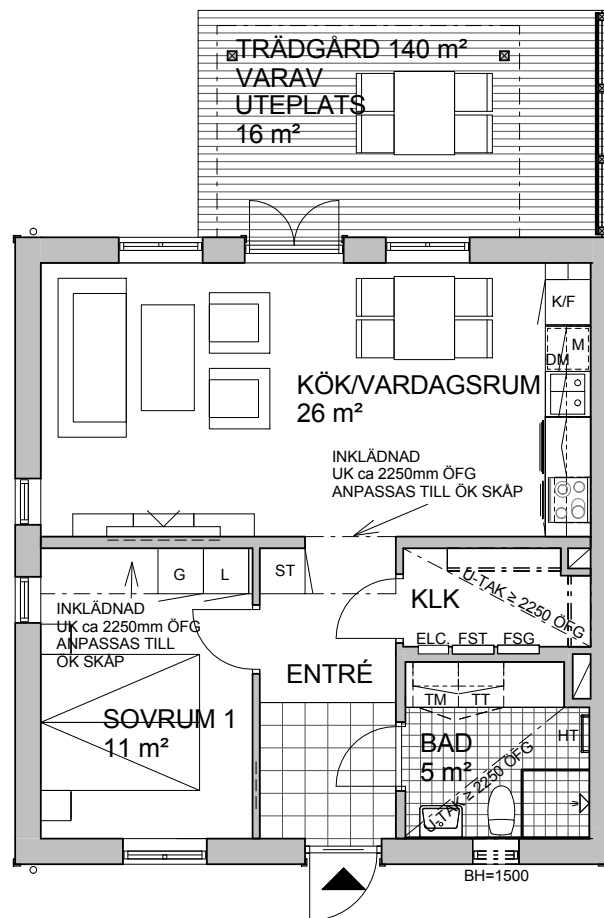 TRÄDGÅRD 140 m²
VARAV
UTEPLATS
16 m²
K/F
M
DM
KÖK/VARDAGSRUM
26 m²
INKLÄDNAD
UK ca 2250mm ÖFG
ANPASSAS TILL ÖK SKÅP
G
L
ST
INKLÄDNAD
UK ca 2250mm ÖFG
ANPASSAS TILL
ÖK SKÅP
KLK
U-TAK ≥ 2250 ÖFG
ELC.
FST
FSG
ENTRÉ
SOVRUM 1
11 m²
TM
TT
BAD
5 m²
HT
U-TAK ≥ 2250 ÖFG
BH=1500